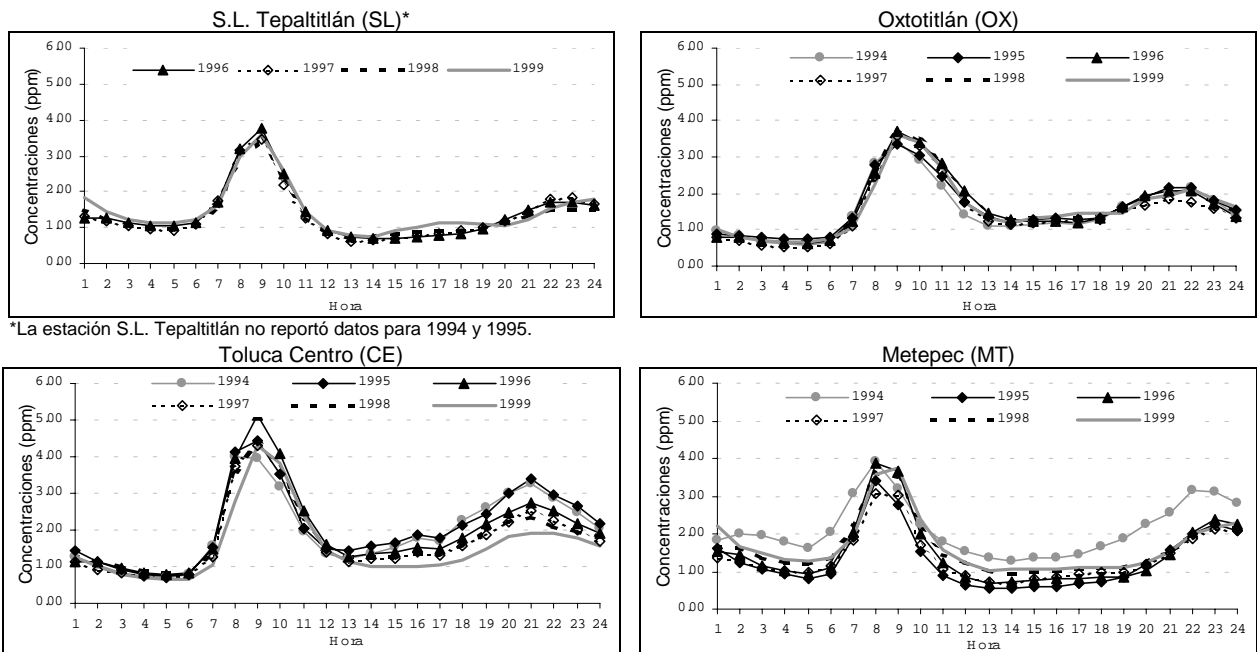 S.L. Tepaltitlán (SL)*
Concentraciones (ppm)
6.00
5.00
4.00
3.00
2.00
1.00
0.00
1996 1997 1998 1999
1 2 3 4 5 6 7 8 9 10 11 12 13 14 15 16 17 18 19 20 21 22 23 24
Hora
*La estación S.L. Tepaltitlán no reportó datos para 1994 y 1995.
Oxtotitlán (OX)
Concentraciones (ppm)
6.00
5.00
4.00
3.00
2.00
1.00
0.00
1994 1995 1996
1997 1998 1999
1 2 3 4 5 6 7 8 9 10 11 12 13 14 15 16 17 18 19 20 21 22 23 24
Hora
Toluca Centro (CE)
Concentraciones (ppm)
6.00
5.00
4.00
3.00
2.00
1.00
0.00
1994 1995 1996
1997 1998 1999
1 2 3 4 5 6 7 8 9 10 11 12 13 14 15 16 17 18 19 20 21 22 23 24
Hora
Metepec (MT)
Concentraciones (ppm)
6.00
5.00
4.00
3.00
2.00
1.00
0.00
1994 1995 1996
1997 1998 1999
1 2 3 4 5 6 7 8 9 10 11 12 13 14 15 16 17 18 19 20 21 22 23 24
Hora